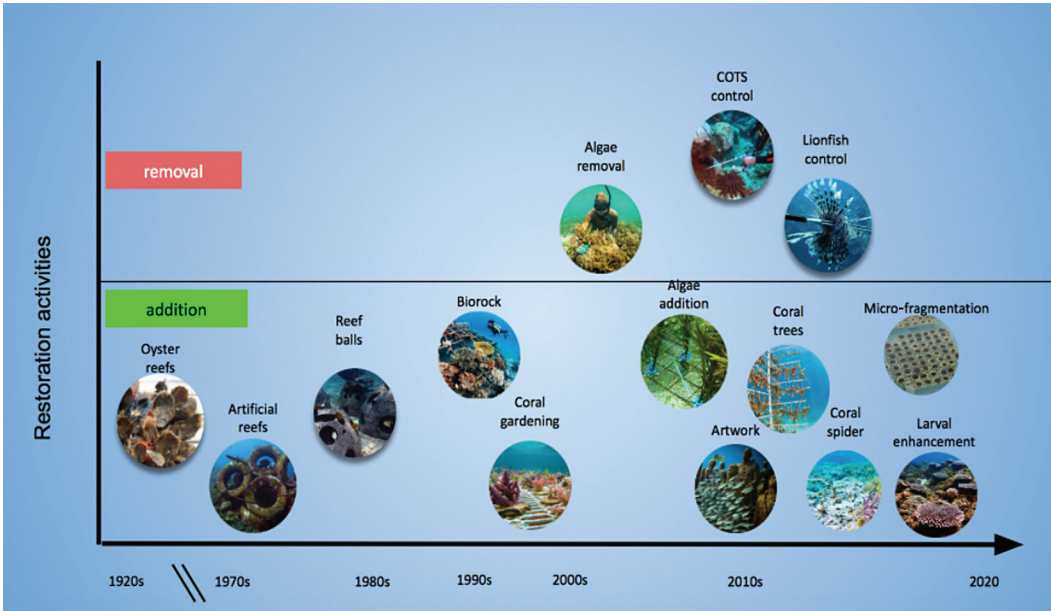 COTS
control
Algae
removal
Lionfish
control
removal
Restoration activities
addition
Oyster
reefs
Artificial
reefs
Reef
balls
Biorock
Coral
gardening
Algae
addition
Coral
trees
Micro-fragmentation
Artwork
Coral
spider
Larval
enhancement
1920s
1970s
1980s
1990s
2000s
2010s
2020